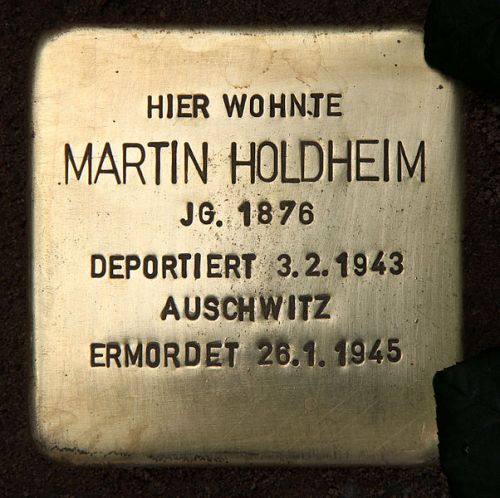 HIER WOHNTE
MARTIN HOLDHEIM
JG. 1876
DEPORTIERT 3.2.1943
AUSCHWITZ
ERMORDET 26.1.1945